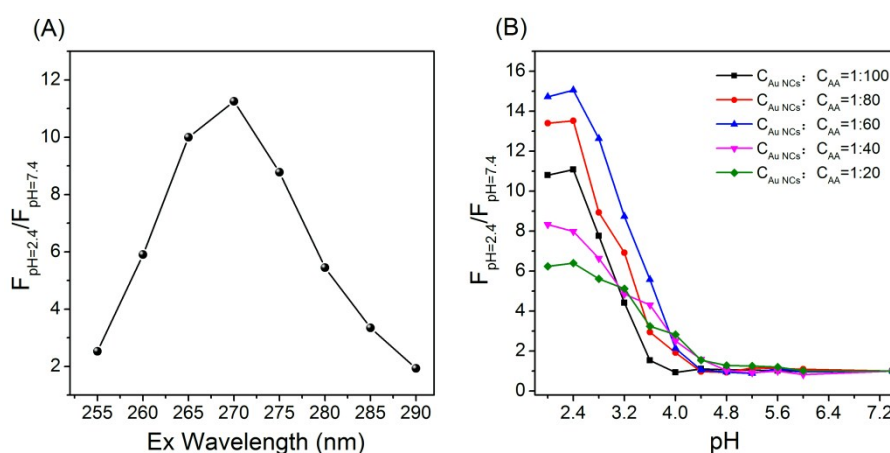 (A)
12
10
8
6
4
2
255 260 265 270 275 280 285 290
Ex Wavelength (nm)
F pH=2.4/F pH=7.4
(B)
16
14
12
10
8
6
4
2
0
2.4 3.2 4.0 4.8 5.6 6.4 7.2
pH
F pH=2.4/F pH=7.4
C Au NCs: C AA=1:100
C Au NCs: C AA=1:80
C Au NCs: C AA=1:60
C Au NCs: C AA=1:40
C Au NCs: C AA=1:20